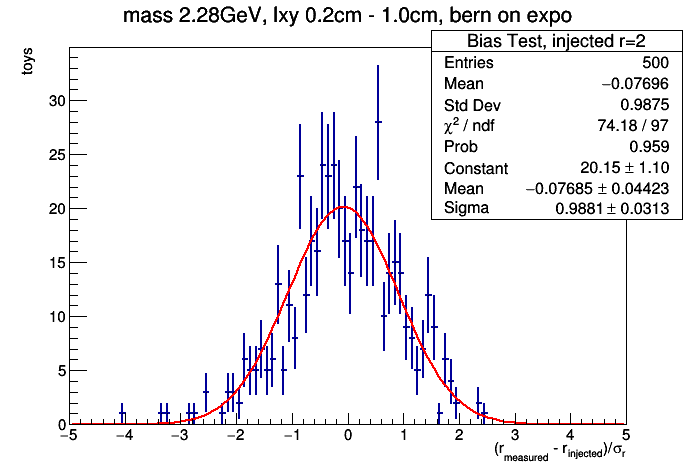 mass 2.28GeV, lxy 0.2cm - 1.0cm, bern on expo
toys
Bias Test, injected r=2
Entries 500
Mean −0.07696
Std Dev 0.9875
χ² / ndf 74.18 / 97
Prob 0.959
Constant 20.15 ± 1.10
Mean −0.07685 ± 0.04423
Sigma 0.9881 ± 0.0313
30
25
20
15
10
5
0
−5 −4 −3 −2 −1 0 1 2 3 4 5
(r_measured - r_injected)/σ_r